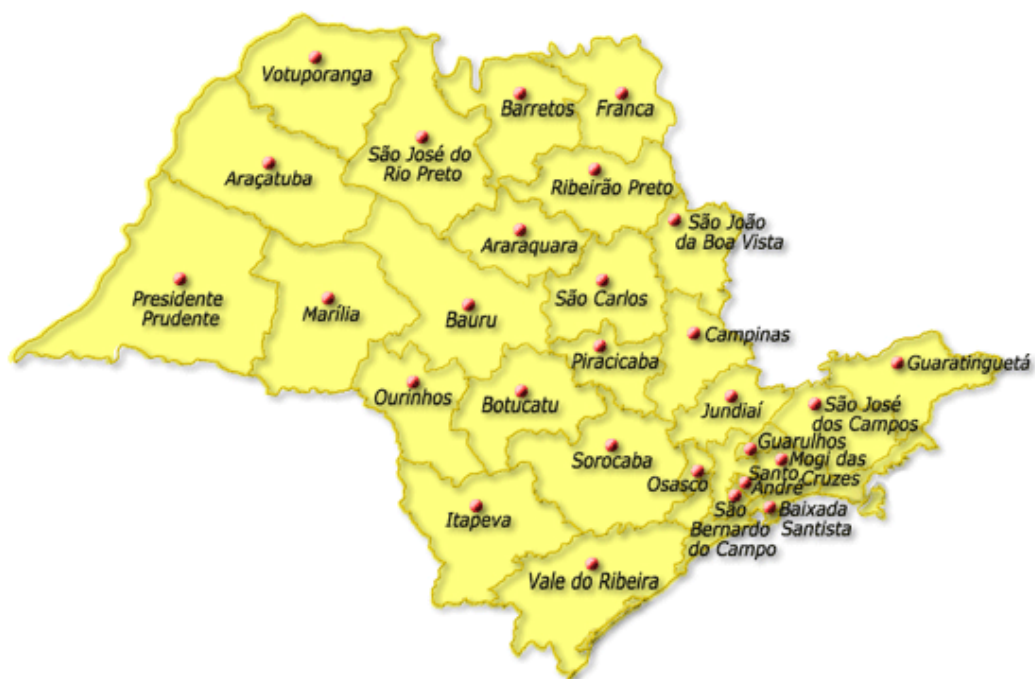 Votuporanga
Barretos
Franca
São José do
Rio Preto
Araçatuba
Ribeirão Preto
São João
da Boa Vista
Araraquara
Presidente
Prudente
Marília
Bauru
São Carlos
Campinas
Piracicaba
Guaratinguetá
Ourinhos
Botucatu
Jundiaí
São José
dos Campos
Guarulhos
Sorocaba
Mogi das
Cruzes
Osasco
Santo
André
Itapeva
São
Bernardo
do Campo
Baixada
Santista
Vale do Ribeira